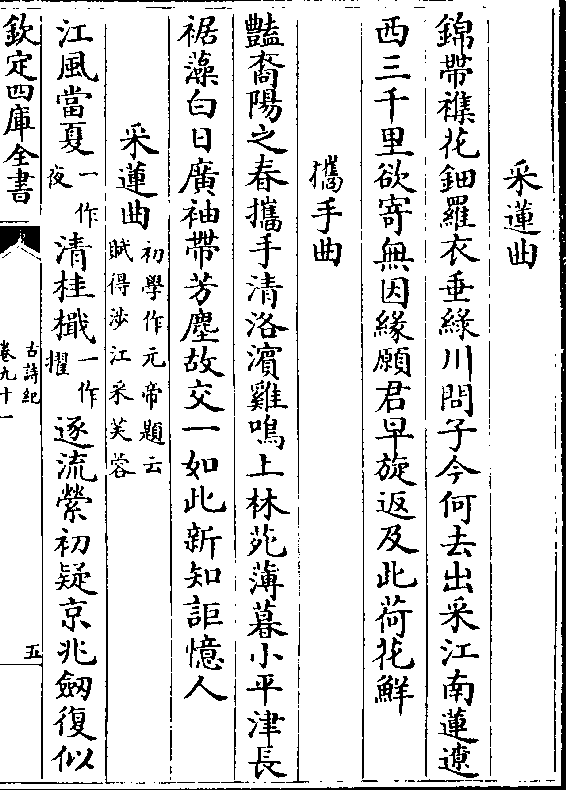 采蓮曲
錦帶襍花鈿羅衣垂緑川問子今何去出采江南蓮遼
西三千里欲寄無因緣願君早旋返及此荷花鮮
攜手曲
豔裔陽之春攜手清洛濱雞鳴上林苑薄暮小平津長
裾藻白日廣袖帶芳塵故交一如此新知詎憶人
采蓮曲初學作元帝題云賦得涉江采芙蓉
江風當夏一作夜清桂檝一作擢逐流縈初疑京兆劒復似
欽定四庫全書
古詩紀
卷九十一
五